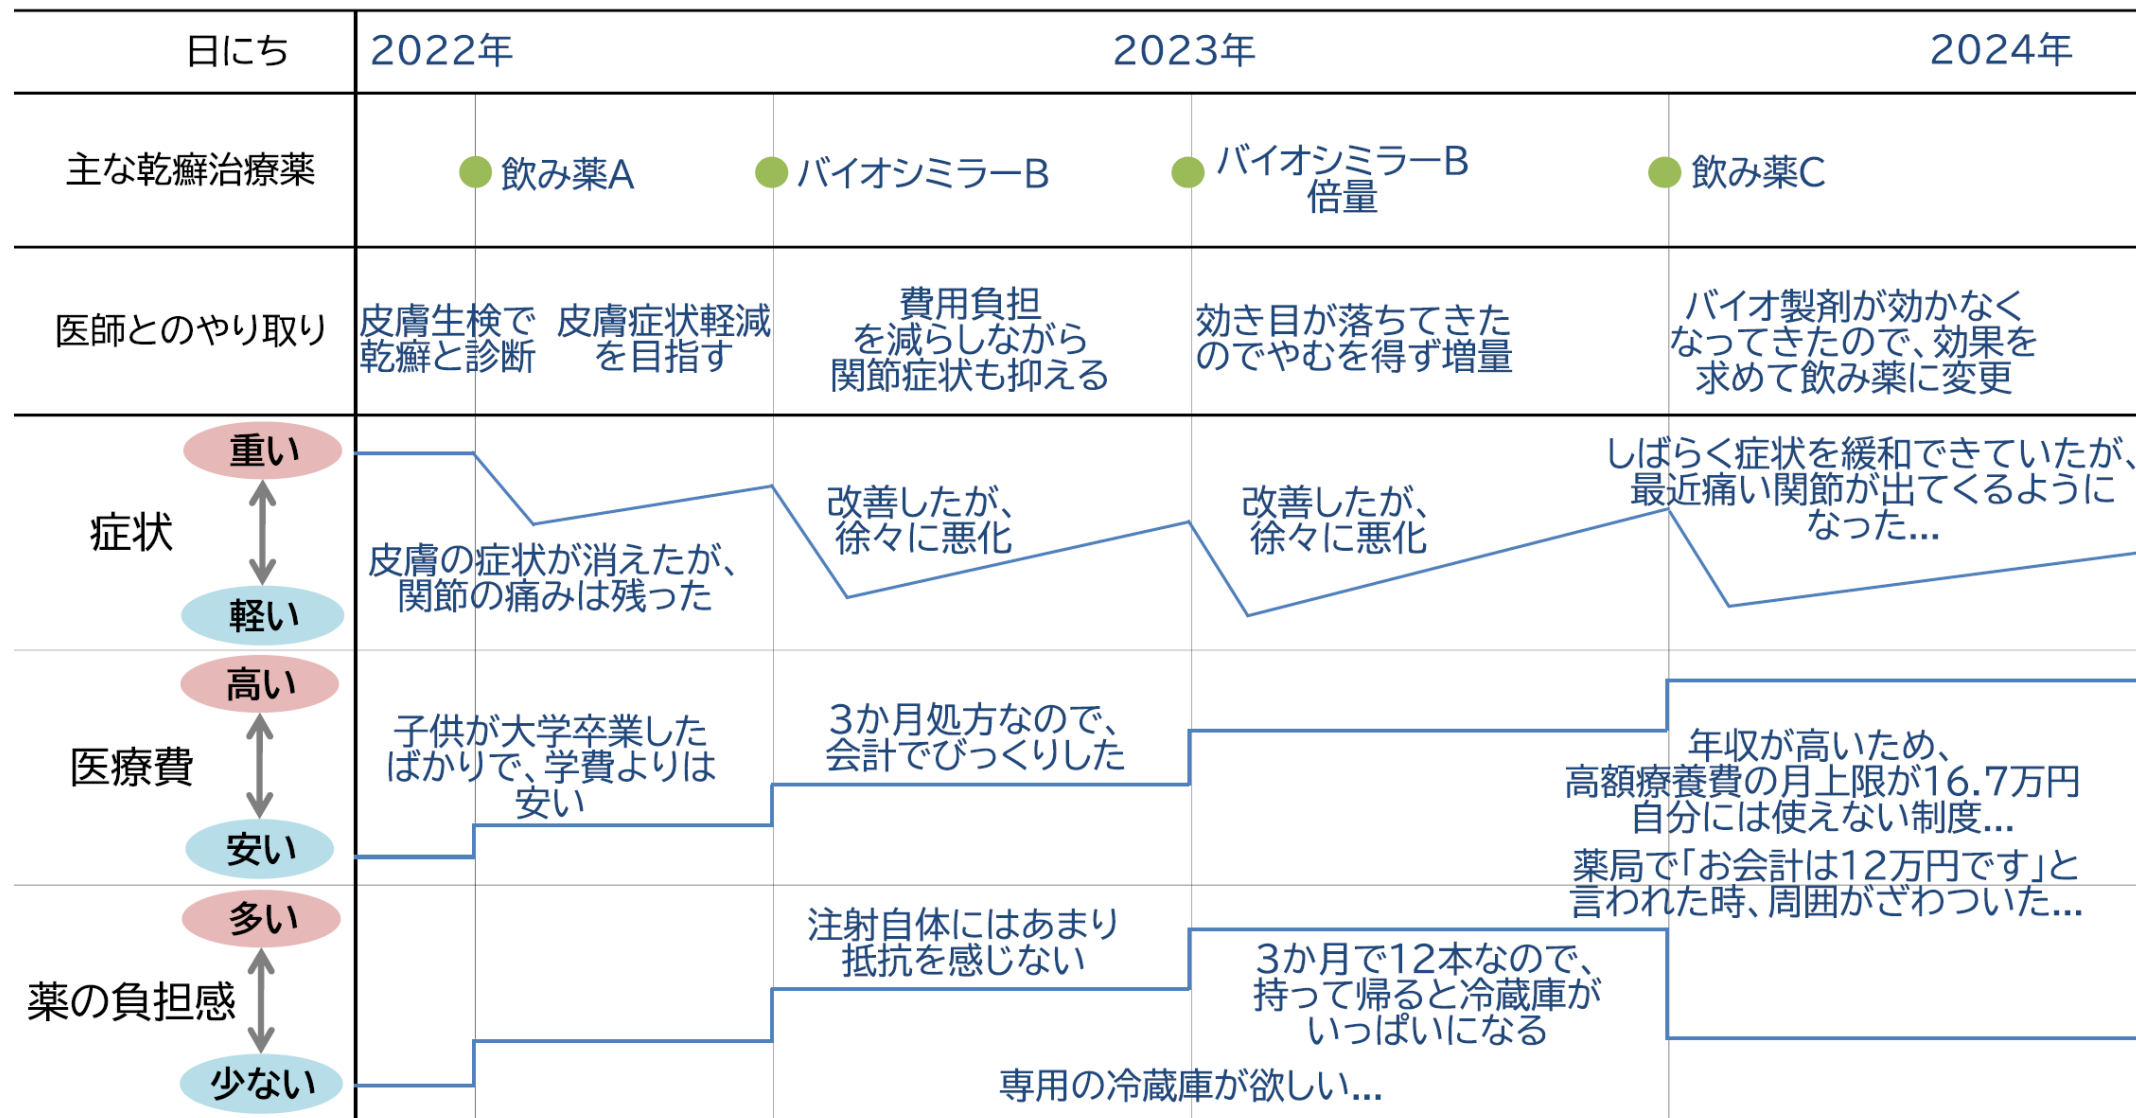 日にち
2022年
2023年
2024年
主な乾癬治療薬
飲み薬A
バイオシミラーB
バイオシミラーB
倍量
飲み薬C
医師とのやり取り
皮膚生検で
乾癬と診断
皮膚症状軽減
を目指す
費用負担
を減らしながら
関節症状も抑える
効き目が落ちてきた
のでやむを得ず増量
バイオ製剤が効かなく
なってきたので、効果を
求めて飲み薬に変更
症状
重い
軽い
皮膚の症状が消えたが、
関節の痛みは残った
改善したが、
徐々に悪化
改善したが、
徐々に悪化
しばらく症状を緩和できていたが、
最近痛い関節が出てくるように
なった…
医療費
高い
安い
子供が大学卒業した
ばかりで、学費よりは
安い
3か月処方なので、
会計でびっくりした
年収が高いため、
高額療養費の月上限が16.7万円
自分には使えない制度…
薬局で「お会計は12万円です」と
言われた時、周囲がざわついた…
薬の負担感
多い
少ない
注射自体にはあまり
抵抗を感じない
3か月で12本なので、
持って帰ると冷蔵庫が
いっぱいになる
専用の冷蔵庫が欲しい…